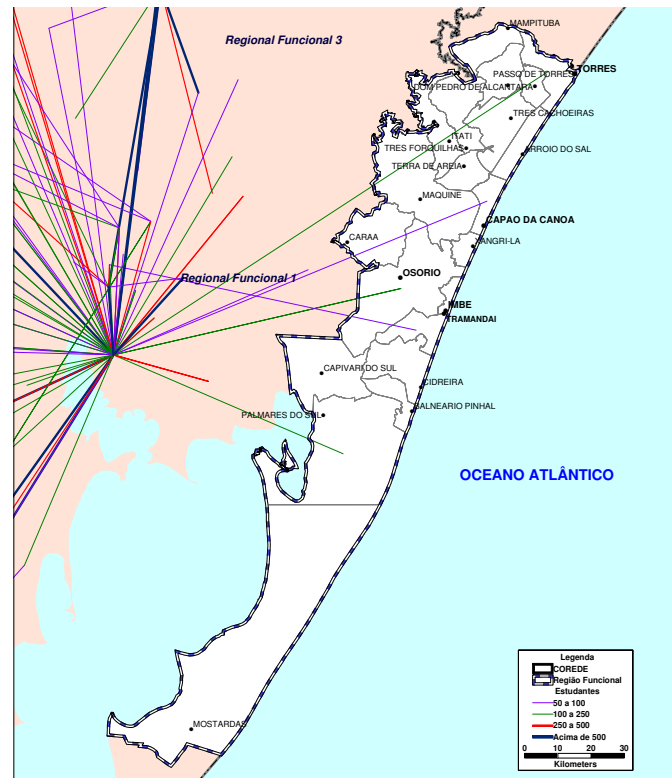 MAMPITUBA
Regional Funcional 3
TORRES
PASSO DE TORRES
DOM PEDRO DE ALCANTARA
TRES CACHOEIRAS
ITATI
TRES FORQUILHAS
ARROIO DO SAL
TERRA DE AREIA
MAQUINE
CAPAO DA CANOA
CARAA
XANGRI-LA
Regional Funcional 1
OSORIO
IMBE
TRAMANDAI
CAPIVARI DO SUL
CIDREIRA
PALMARES DO SUL
BALNEARIO PINHAL
OCEANO ATLÂNTICO
MOSTARDAS
Legenda
COREDE
Região Funcional
Estudantes
50 a 100
100 a 250
250 a 500
Acima de 500
0 10 20 30
Kilometers